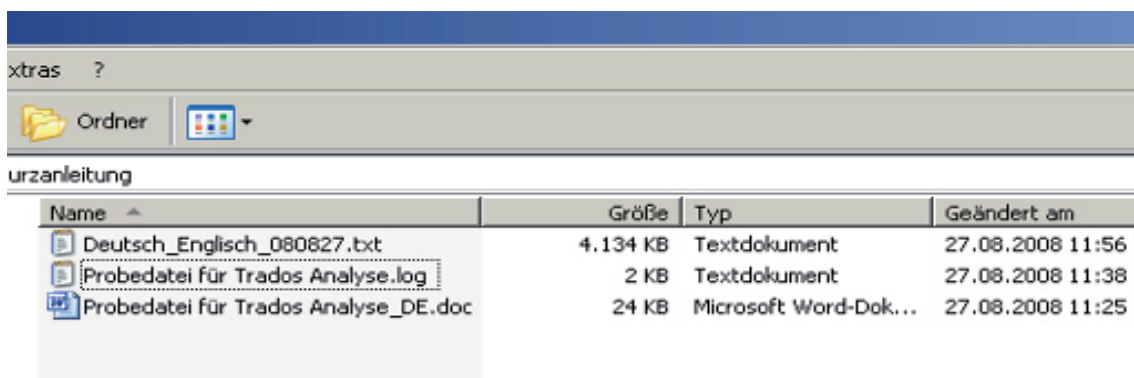 xtras ?
Ordner
urzanleitung
Name Größe Typ Geändert am
Deutsch_Englisch_080827.txt 4.134 KB Textdokument 27.08.2008 11:56
Probedatei für Trados Analyse.log 2 KB Textdokument 27.08.2008 11:38
Probedatei für Trados Analyse_DE.doc 24 KB Microsoft Word-Dok... 27.08.2008 11:25